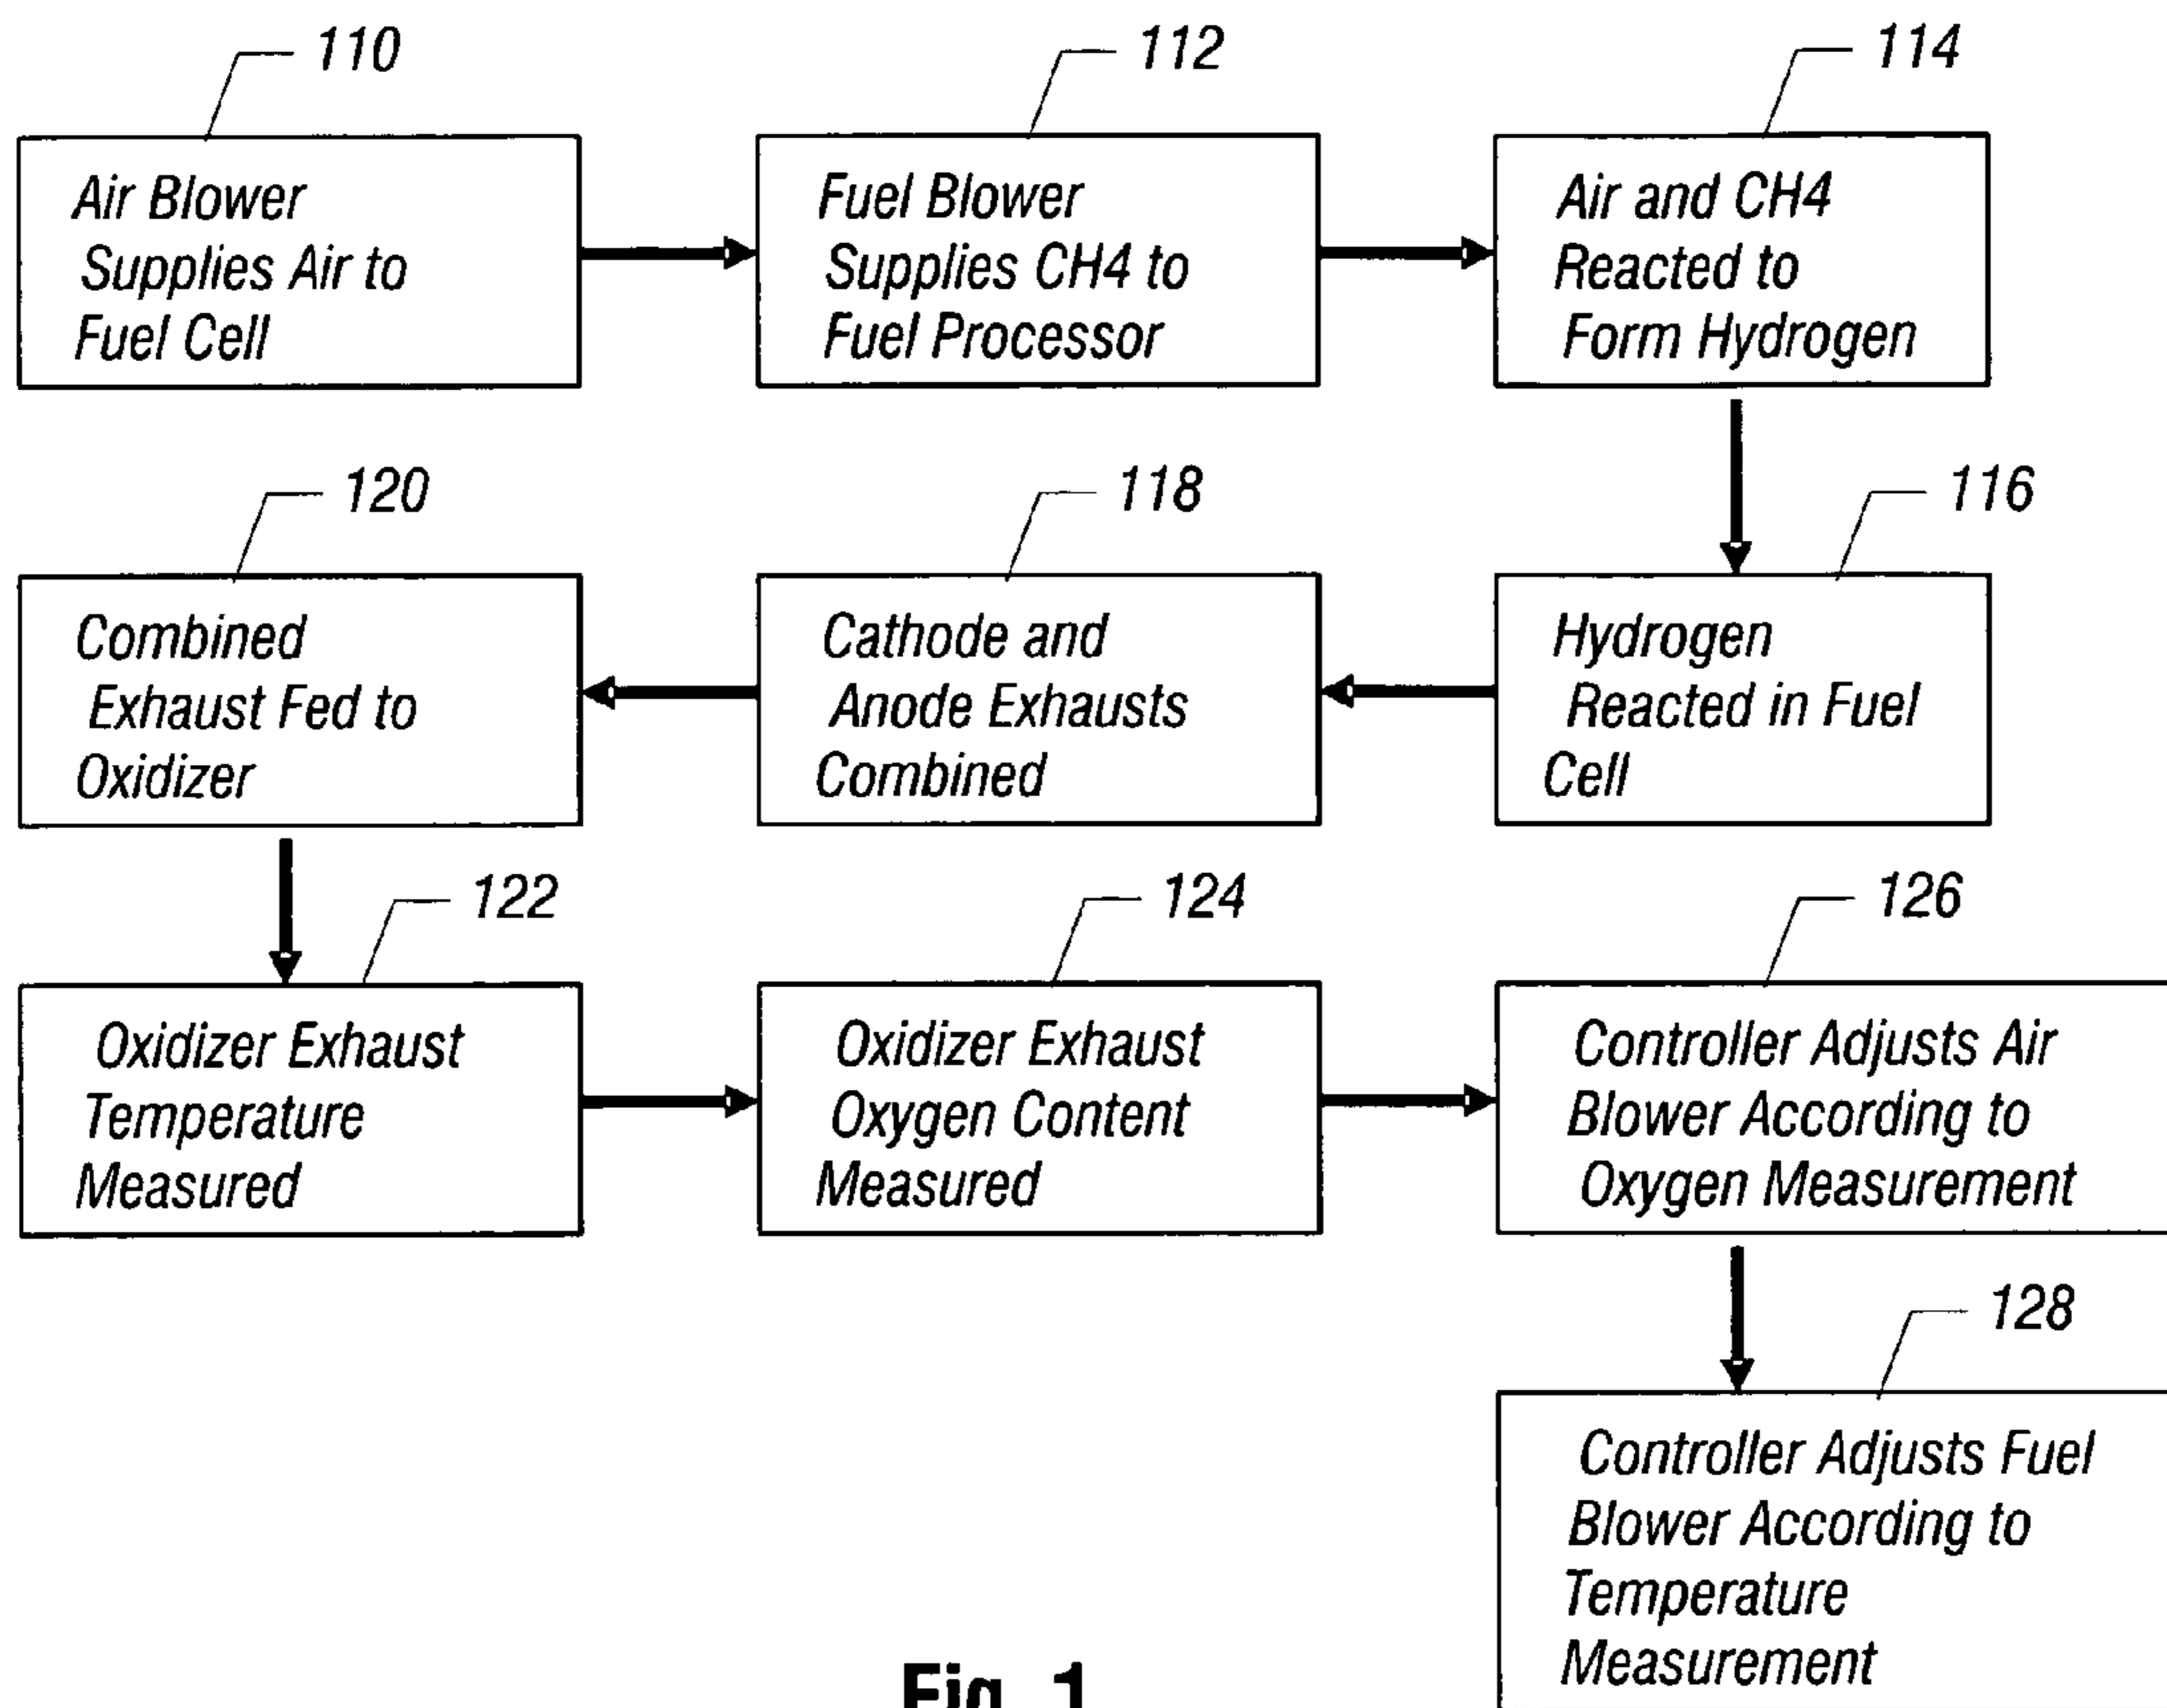 110
112
114
Air Blower
Supplies Air to
Fuel Cell
Fuel Blower
Supplies CH4 to
Fuel Processor
Air and CH4
Reacted to
Form Hydrogen
120
118
116
Combined
Exhaust Fed to
Oxidizer
Cathode and
Anode Exhausts
Combined
Hydrogen
Reacted in Fuel
Cell
122
124
126
Oxidizer Exhaust
Temperature
Measured
Oxidizer Exhaust
Oxygen Content
Measured
Controller Adjusts Air
Blower According to
Oxygen Measurement
128
Controller Adjusts Fuel
Blower According to
Temperature
Measurement
Fig. 1